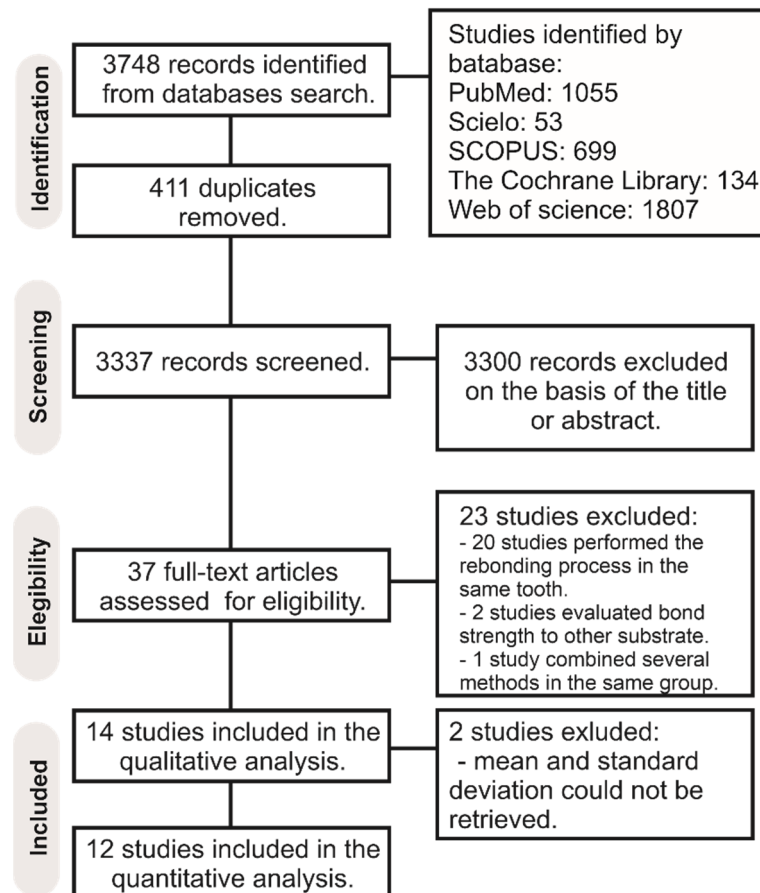 Identification
3748 records identified
from databases search.
Studies identified by
batabase:
PubMed: 1055
Scielo: 53
SCOPUS: 699
The Cochrane Library: 134
Web of science: 1807
411 duplicates
removed.
Screening
3337 records screened.
3300 records excluded
on the basis of the title
or abstract.
Elegibility
37 full-text articles
assessed for eligibility.
23 studies excluded:
- 20 studies performed the
rebonding process in the
same tooth.
- 2 studies evaluated bond
strength to other substrate.
- 1 study combined several
methods in the same group.
Included
14 studies included in the
qualitative analysis.
2 studies exluded:
- mean and standard
deviation could not be
retrieved.
12 studies included in the
quantitative analysis.